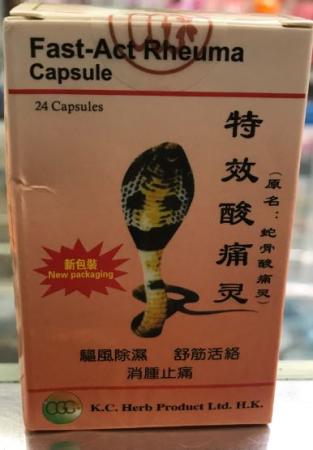 Fast-Act Rheuma
Capsule
24 Capsules
特效酸痛灵
(原名:蛇骨酸痛灵)
新包裝
New packaging
驅風除濕 舒筋活絡
消腫止痛
K.C. Herb Product Ltd. H.K.